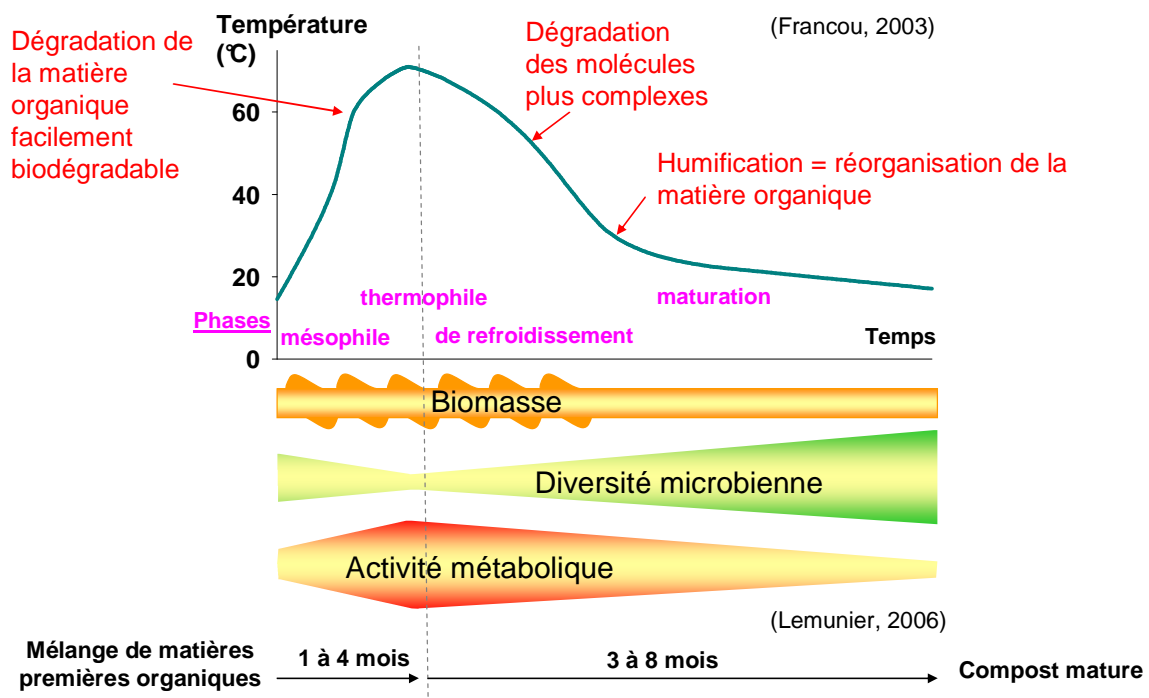 Température
(°C)
(Francou, 2003)
Dégradation de
la matière
organique
facilement
biodégradable
Dégradation
des molécules
plus complexes
Humification = réorganisation de la
matière organique
60
40
20
0
thermophile
maturation
Phases
mésophile
de refroidissement
Temps
Biomasse
Diversité microbienne
Activité métabolique
(Lemunier, 2006)
Mélange de matières
premières organiques
1 à 4 mois
3 à 8 mois
Compost mature